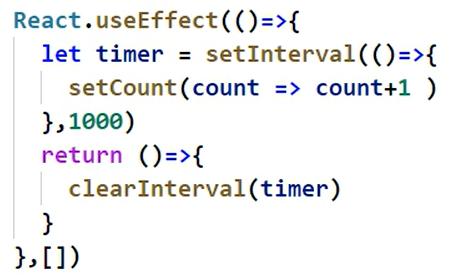 React.useEffect(()=>{
  let timer = setInterval(()=>{
    setCount(count => count+1 )
  },1000)
  return ()=>{
    clearInterval(timer)
  }
},[])